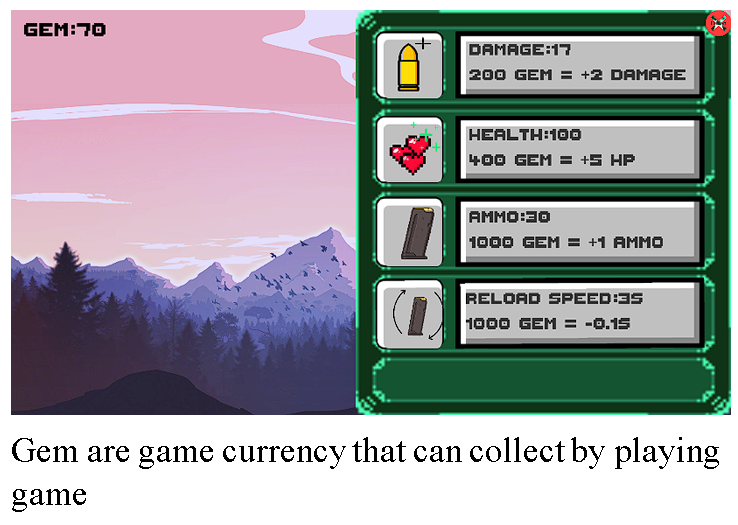 GEM:70
DAMAGE:17
200 GEM = +2 DAMAGE
HEALTH:100
400 GEM = +5 HP
AMMO:30
1000 GEM = +1 AMMO
RELOAD SPEED:3S
1000 GEM = -0.1S
Gem are game currency that can collect by playing
game